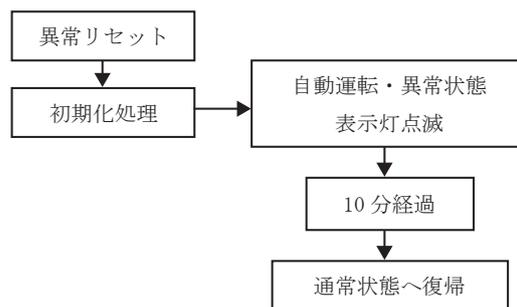 異常リセット
初期化処理
自動運転・異常状態
表示灯点滅
10 分経過
通常状態へ復帰